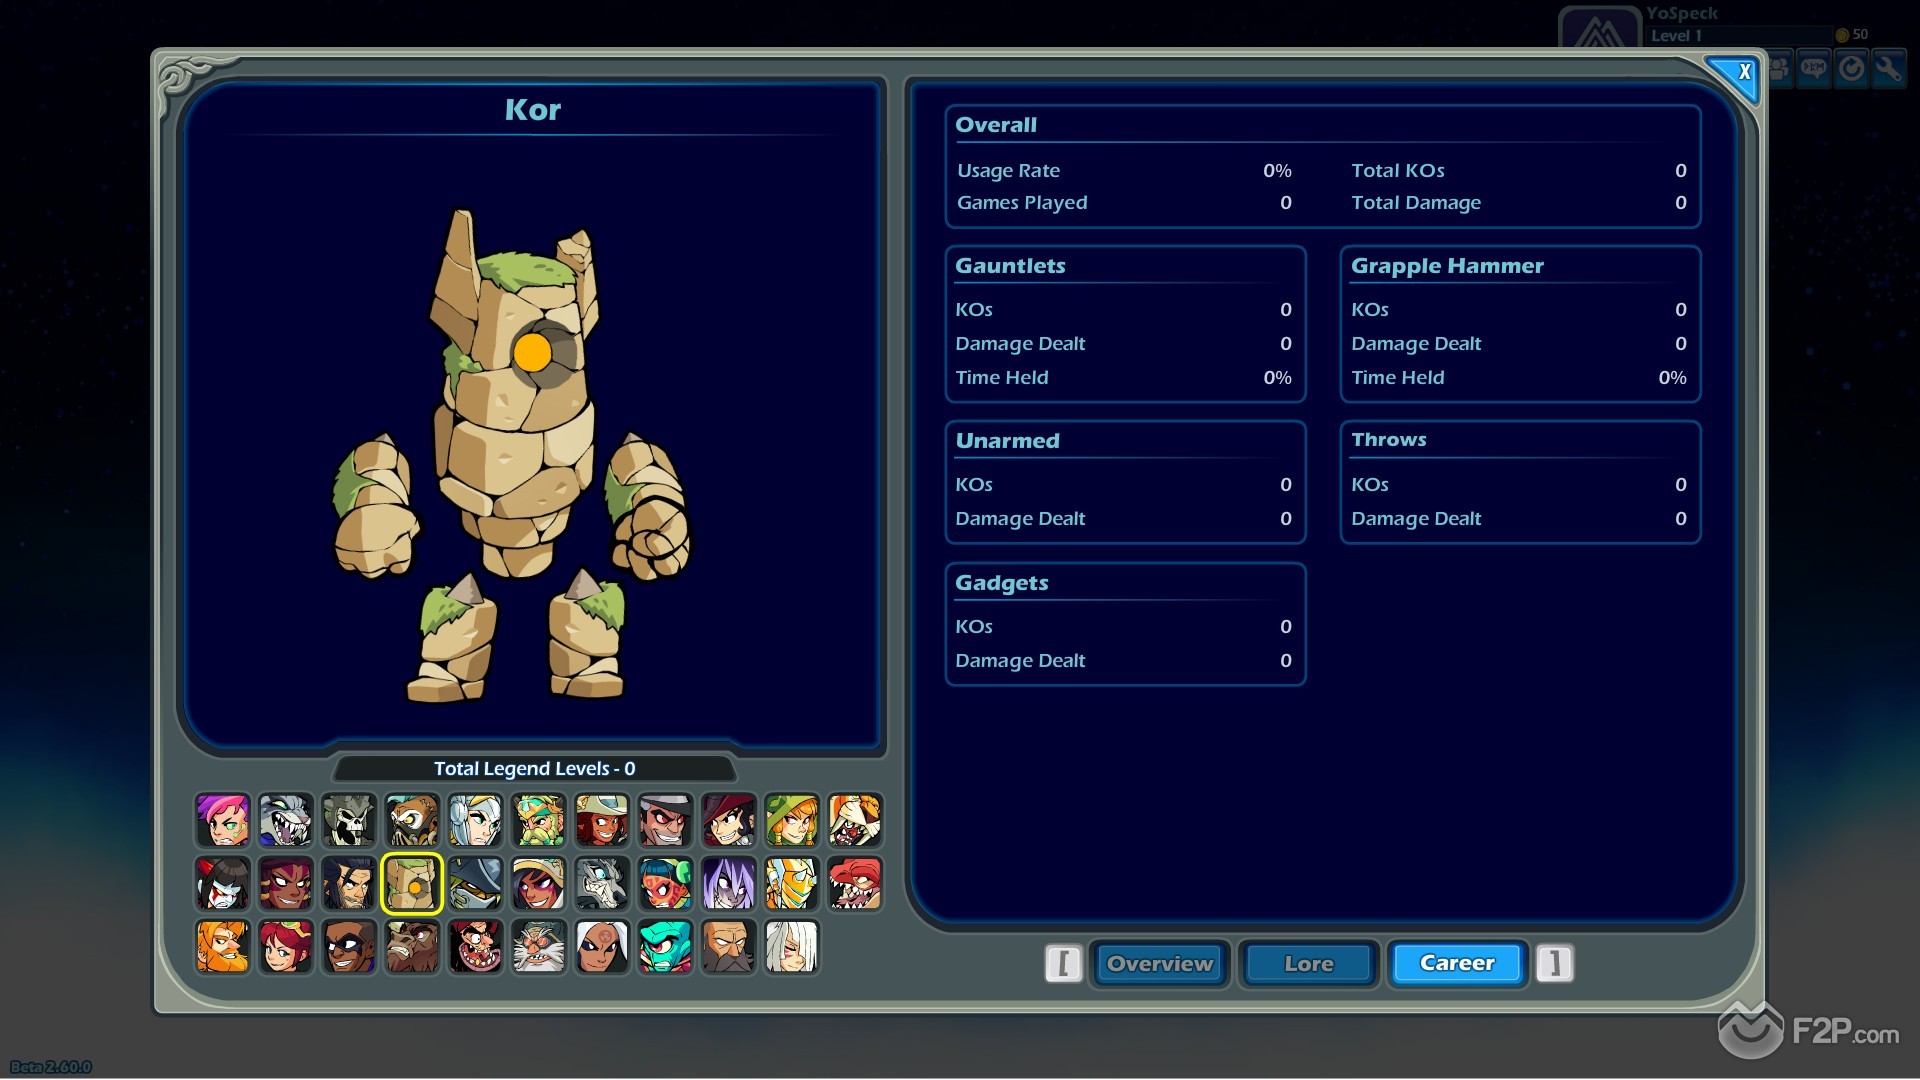 YoSpeck
Level 1
50
X
Kor
Overall
Usage Rate 0% Total KOs 0
Games Played 0 Total Damage 0
Gauntlets
KOs 0
Damage Dealt 0
Time Held 0%
Grapple Hammer
KOs 0
Damage Dealt 0
Time Held 0%
Unarmed
KOs 0
Damage Dealt 0
Throws
KOs 0
Damage Dealt 0
Gadgets
KOs 0
Damage Dealt 0
Total Legend Levels - 0
[ Overview Lore Career ]
F2P.com
Beta 2.60.0